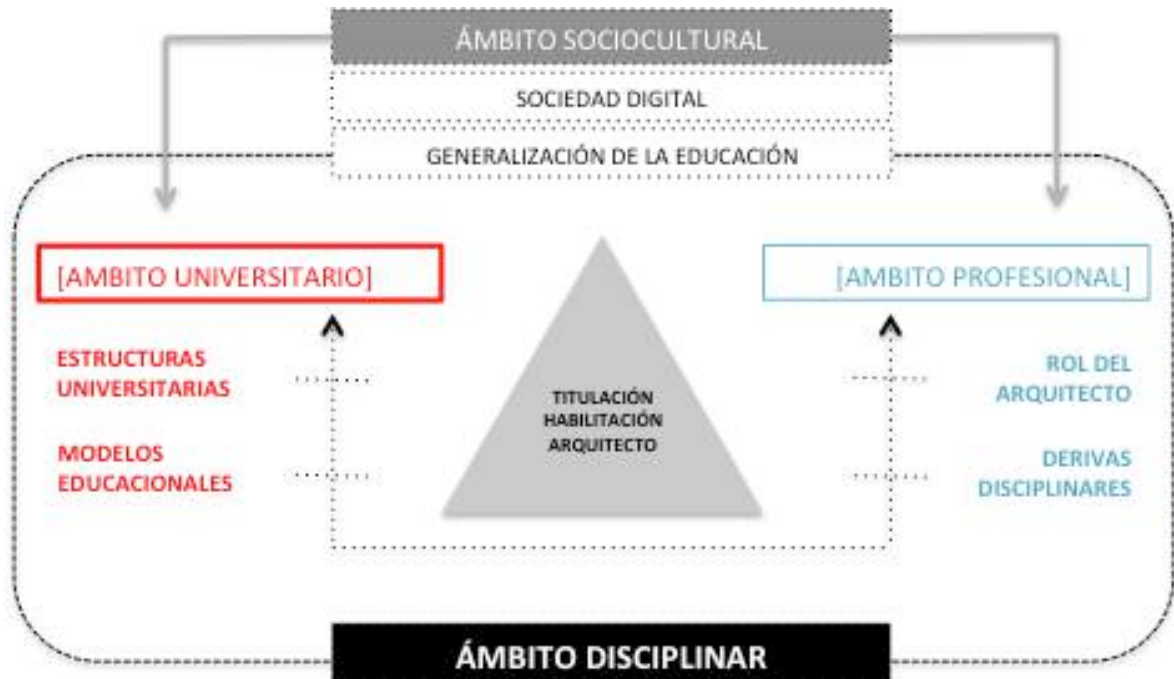 ÁMBITO SOCIOCULTURAL
SOCIEDAD DIGITAL
GENERALIZACIÓN DE LA EDUCACIÓN
[AMBITO UNIVERSITARIO]
[AMBITO PROFESIONAL]
ESTRUCTURAS
UNIVERSITARIAS
MODELOS
EDUCACIONALES
TITULACIÓN
HABILITACIÓN
ARQUITECTO
ROL DEL
ARQUITECTO
DERIVAS
DISCIPLINARES
ÁMBITO DISCIPLINAR